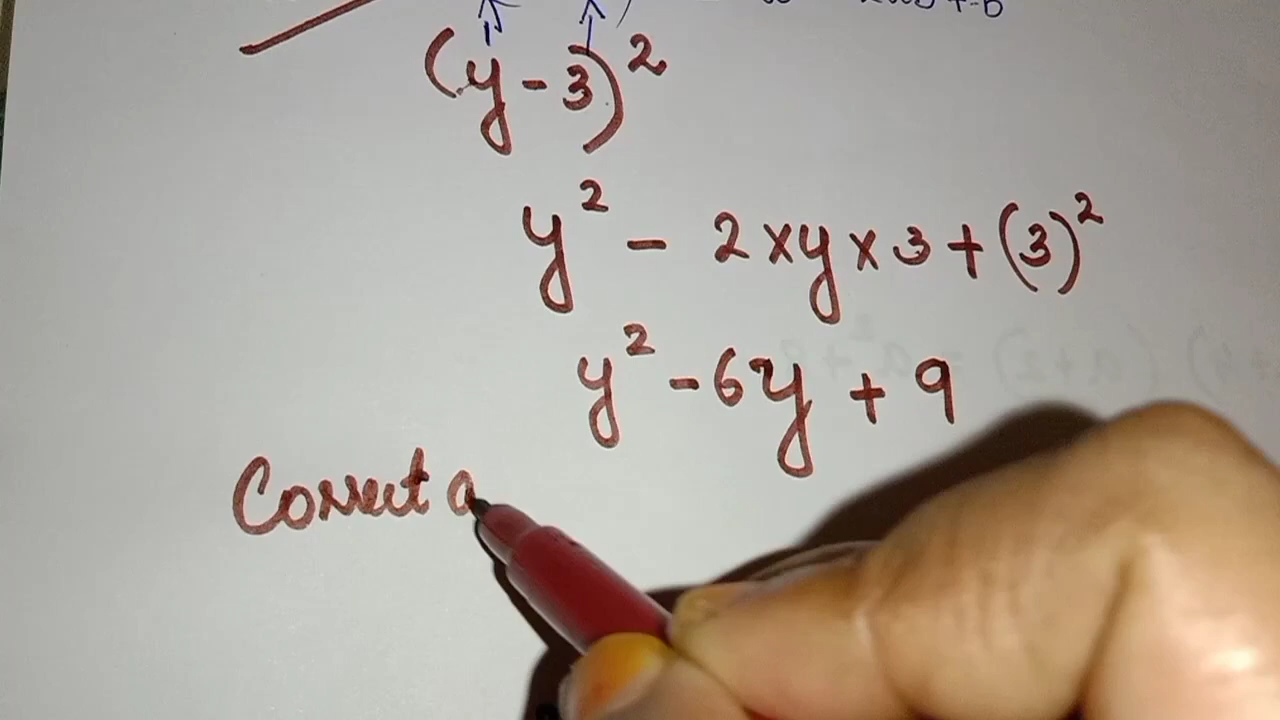 (y - 3)²
y² - 2 × y × 3 + (3)²
y² - 6y + 9
Correct a